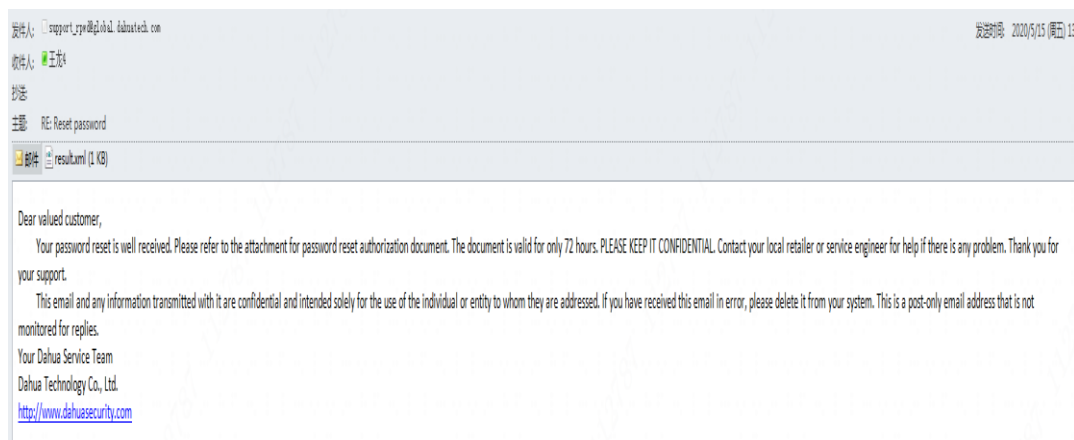 发件人: support_rpwd@global.dahuatech.com
发送时间: 2020/5/15 (周五) 13
收件人: 王龙4
抄送
主题: RE: Reset password
邮件 result.xml (1 KB)
Dear valued customer,
Your password reset is well received. Please refer to the attachment for password reset authorization document. The document is valid for only 72 hours. PLEASE KEEP IT CONFIDENTIAL. Contact your local retailer or service engineer for help if there is any problem. Thank you for
your support.
This email and any information transmitted with it are confidential and intended solely for the use of the individual or entity to whom they are addressed. If you have received this email in error, please delete it from your system. This is a post-only email address that is not
monitored for replies.
Your Dahua Service Team
Dahua Technology Co., Ltd.
http://www.dahuasecurity.com